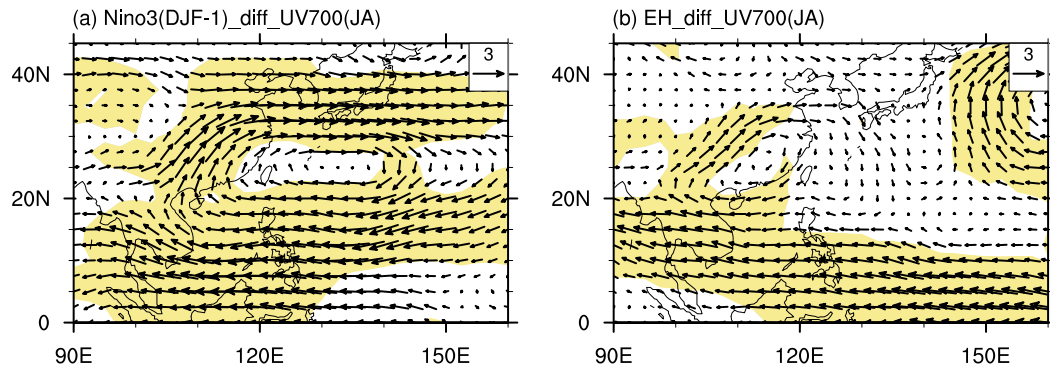 (a) Nino3(DJF-1)_diff_UV700(JA)
3
40N
20N
0
90E 120E 150E
(b) EH_diff_UV700(JA)
3
40N
20N
0
90E 120E 150E